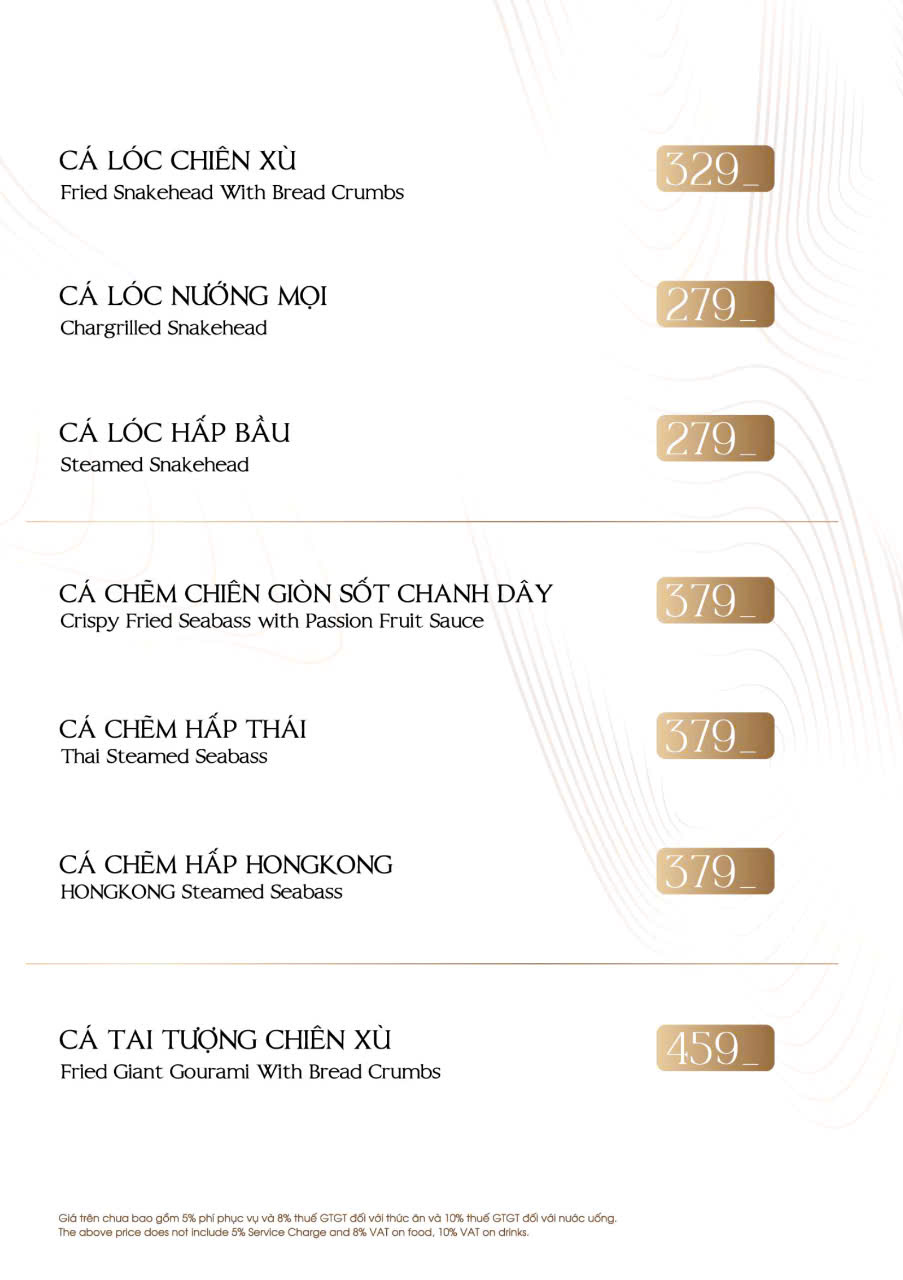 CÁ LÓC CHIÊN XÙ
329_
Fried Snakehead With Bread Crumbs
CÁ LÓC NƯỚNG MỌI
279_
Chargrilled Snakehead
CÁ LÓC HẤP BẦU
279_
Steamed Snakehead
CÁ CHẼM CHIÊN GIÒN SỐT CHANH DÂY
379_
Crispy Fried Seabass with Passion Fruit Sauce
CÁ CHẼM HẤP THÁI
379_
Thai Steamed Seabass
CÁ CHẼM HẤP HONGKONG
379_
HONGKONG Steamed Seabass
CÁ TAI TƯỢNG CHIÊN XÙ
459_
Fried Giant Gourami With Bread Crumbs
Giá trên chưa bao gồm 5% phí phục vụ và 8% thuế GTGT đối với thức ăn và 10% thuế GTGT đối với nước uống.
The above price does not include 5% Service Charge and 8% VAT on food, 10% VAT on drinks.